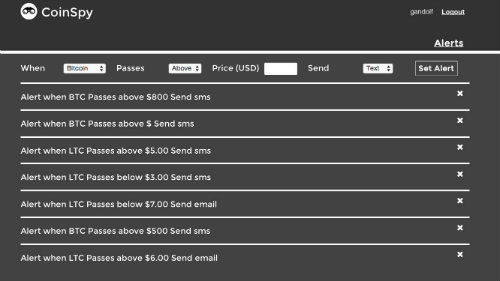 CoinSpy
gandolf Logout
Alerts
When Bitcoin Passes Above Price (USD) Send Text Set Alert
Alert when BTC Passes above $800 Send sms
Alert when BTC Passes above $ Send sms
Alert when LTC Passes above $5.00 Send sms
Alert when LTC Passes below $3.00 Send sms
Alert when LTC Passes below $7.00 Send email
Alert when BTC Passes above $500 Send sms
Alert when LTC Passes above $6.00 Send email